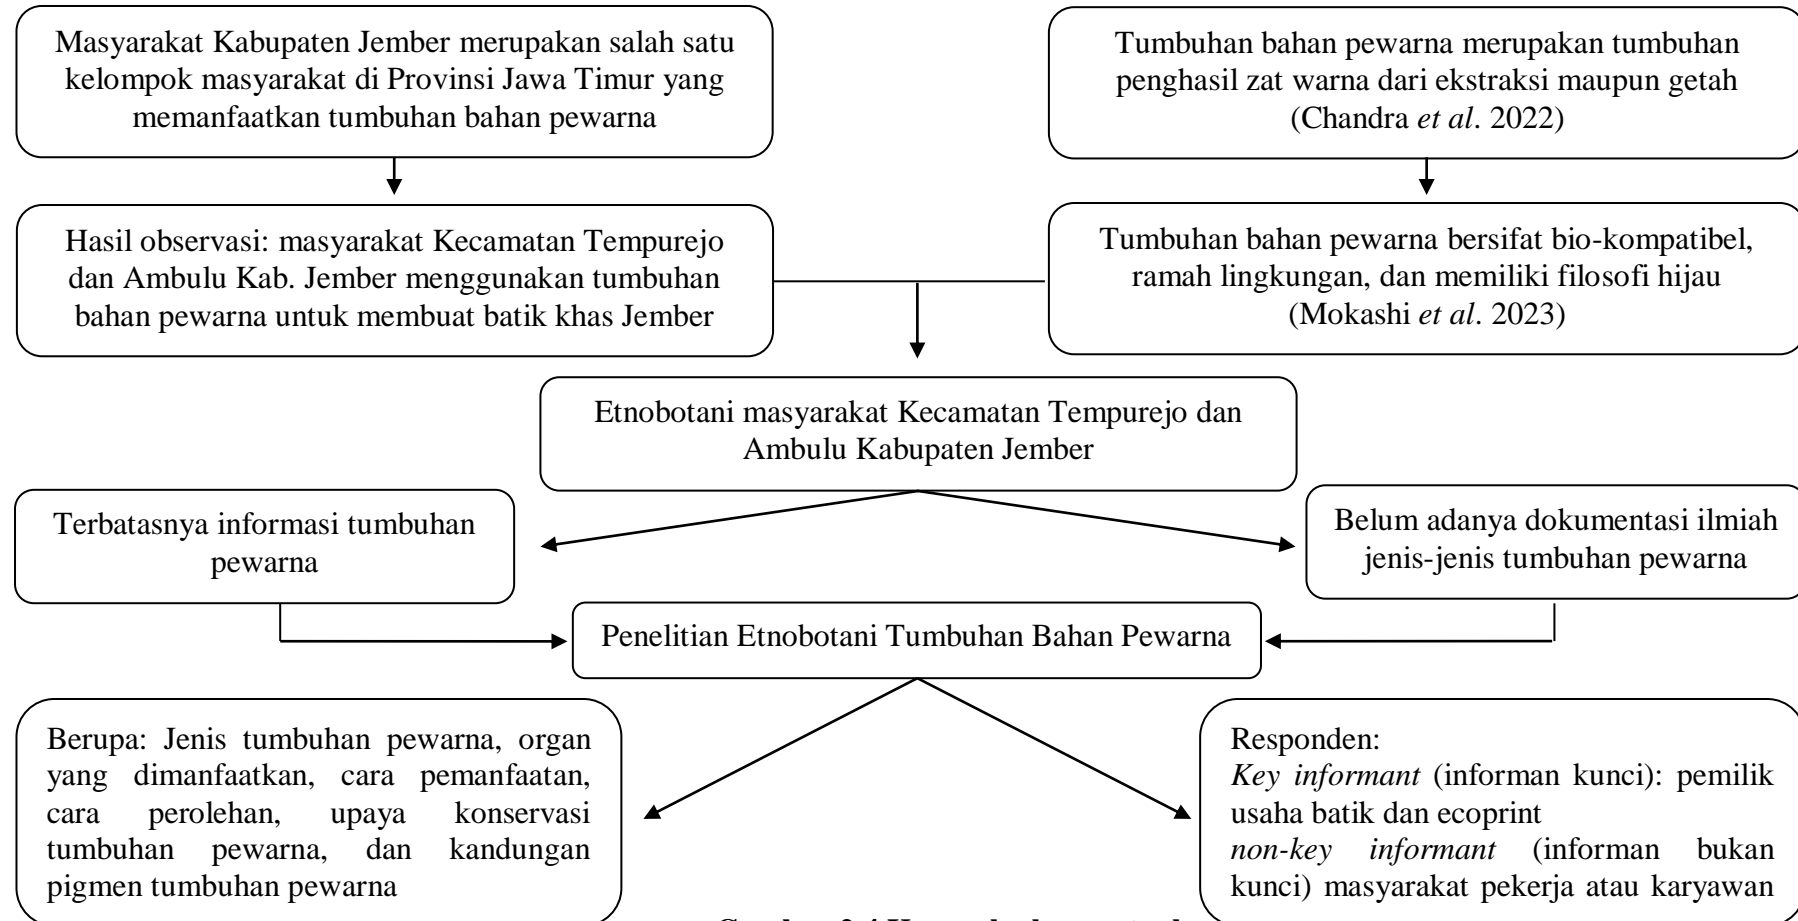 Masyarakat Kabupaten Jember merupakan salah satu
kelompok masyarakat di Provinsi Jawa Timur yang
memanfaatkan tumbuhan bahan pewarna
Tumbuhan bahan pewarna merupakan tumbuhan
penghasil zat warna dari ekstraksi maupun getah
(Chandra et al. 2022)
Hasil observasi: masyarakat Kecamatan Tempurejo
dan Ambulu Kab. Jember menggunakan tumbuhan
bahan pewarna untuk membuat batik khas Jember
Tumbuhan bahan pewarna bersifat bio-kompatibel,
ramah lingkungan, dan memiliki filosofi hijau
(Mokashi et al. 2023)
Etnobotani masyarakat Kecamatan Tempurejo dan
Ambulu Kabupaten Jember
Terbatasnya informasi tumbuhan
pewarna
Belum adanya dokumentasi ilmiah
jenis-jenis tumbuhan pewarna
Penelitian Etnobotani Tumbuhan Bahan Pewarna
Berupa: Jenis tumbuhan pewarna, organ
yang dimanfaatkan, cara pemanfaatan,
cara perolehan, upaya konservasi
tumbuhan pewarna, dan kandungan
pigmen tumbuhan pewarna
Responden:
Key informant (informan kunci): pemilik
usaha batik dan ecoprint
non-key informant (informan bukan
kunci) masyarakat pekerja atau karyawan